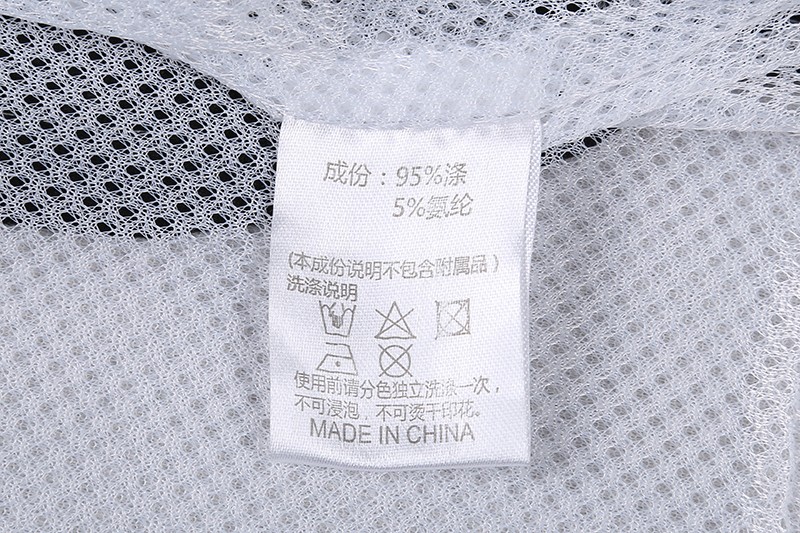 成份：95%涤
5%氨纶
(本成份说明不包含附属品)
洗涤说明
使用前请分色独立洗涤一次，
不可浸泡，不可烫干印花。
MADE IN CHINA